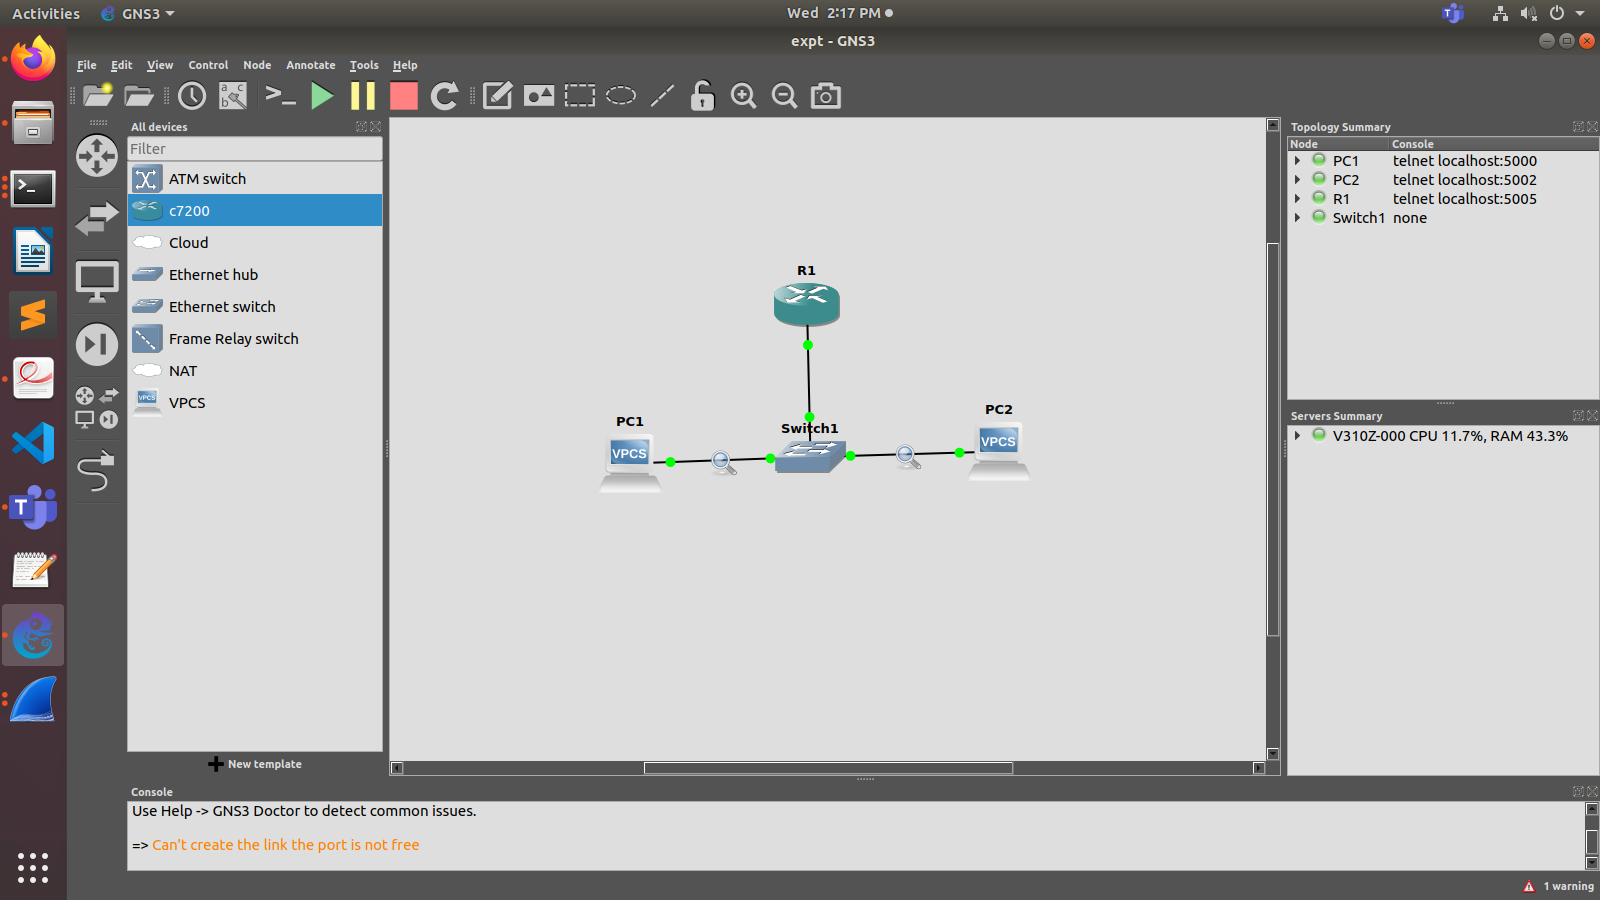 Activities GNS3 Wed 2:17 PM
expt - GNS3
File Edit View Control Node Annotate Tools Help
All devices
Filter
ATM switch
c7200
Cloud
Ethernet hub
Ethernet switch
Frame Relay switch
NAT
VPCS
New template
R1
PC1
VPCS
Switch1
PC2
VPCS
Topology Summary
Node Console
PC1 telnet localhost:5000
PC2 telnet localhost:5002
R1 telnet localhost:5005
Switch1 none
Servers Summary
V310Z-000 CPU 11.7%, RAM 43.3%
Console
Use Help -> GNS3 Doctor to detect common issues.
=> Can't create the link the port is not free
1 warning